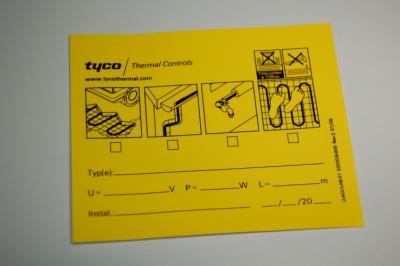 tyco / Thermal Controls
www.tycothermal.com
Typ(e):
U= V P= W L= m
Instal.: / /20